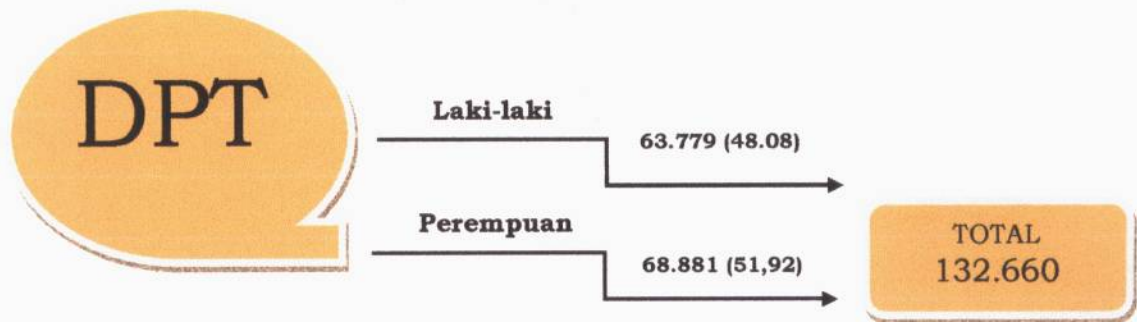 DPT
Laki-laki
63.779 (48.08)
Perempuan
68.881 (51,92)
TOTAL
132.660